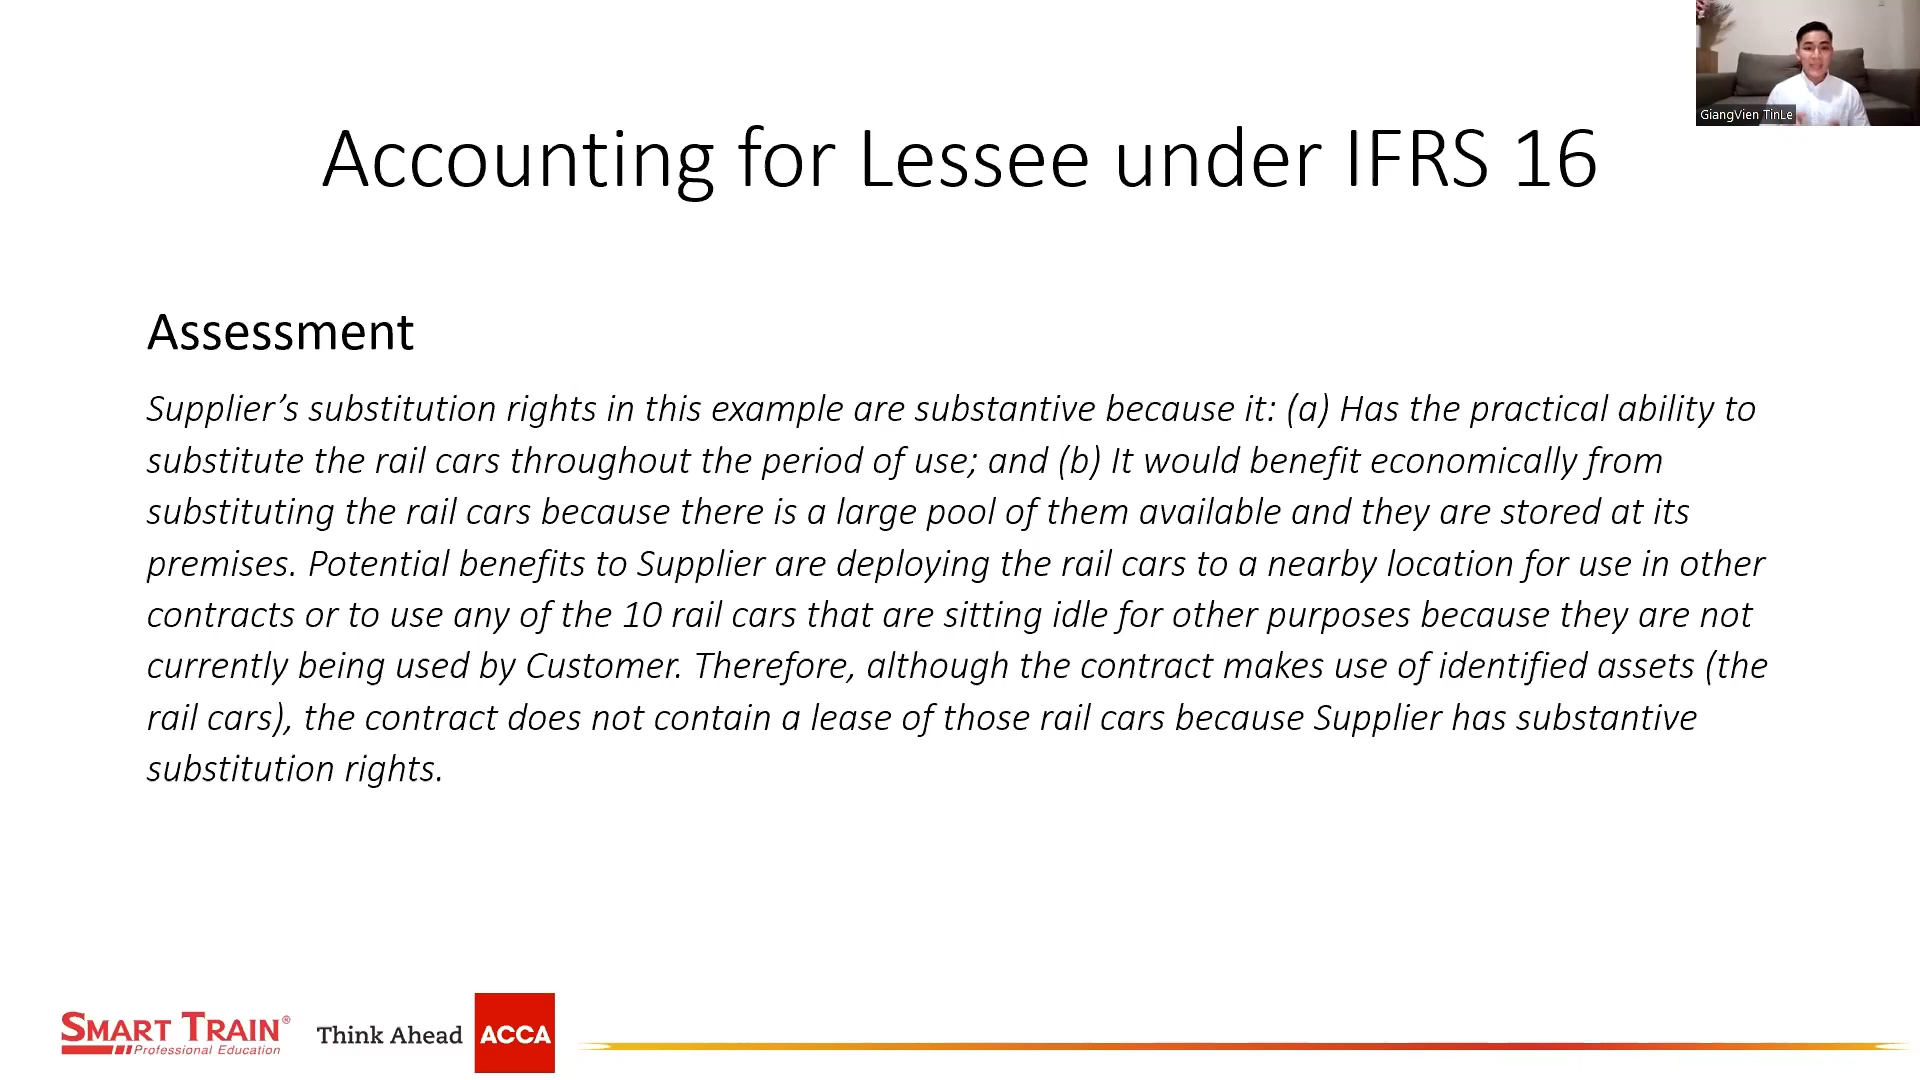 GiangVien TinLe
Accounting for Lessee under IFRS 16
Assessment
Supplier’s substitution rights in this example are substantive because it: (a) Has the practical ability to
substitute the rail cars throughout the period of use; and (b) It would benefit economically from
substituting the rail cars because there is a large pool of them available and they are stored at its
premises. Potential benefits to Supplier are deploying the rail cars to a nearby location for use in other
contracts or to use any of the 10 rail cars that are sitting idle for other purposes because they are not
currently being used by Customer. Therefore, although the contract makes use of identified assets (the
rail cars), the contract does not contain a lease of those rail cars because Supplier has substantive
substitution rights.
SMART TRAIN®
Professional Education
Think Ahead
ACCA